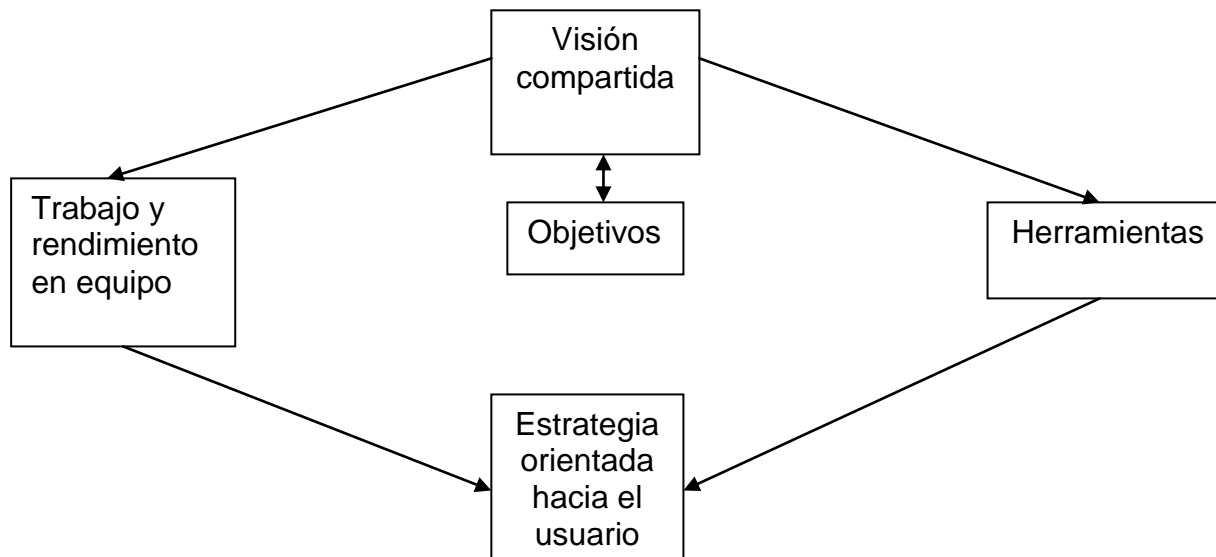 Visión
compartida
Trabajo y
rendimiento
en equipo
Objetivos
Herramientas
Estrategia
orientada
hacia el
usuario